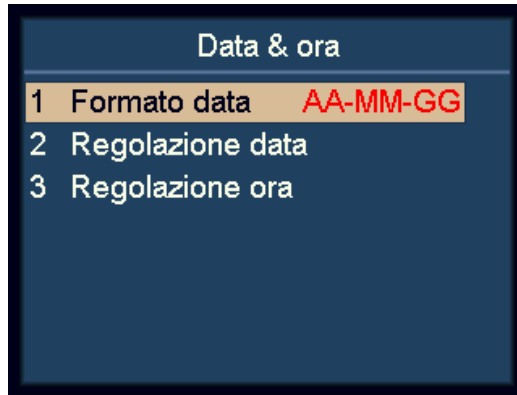 Data & ora
1 Formato data AA-MM-GG
2 Regolazione data
3 Regolazione ora